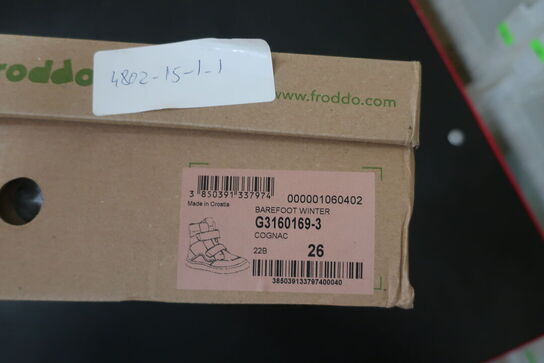 froddo
4802-15-1-1
www.froddo.com
3 850391 337974
Made in Croatia
000001060402
BAREFOOT WINTER
G3160169-3
COGNAC
22B
26
385039133797400040